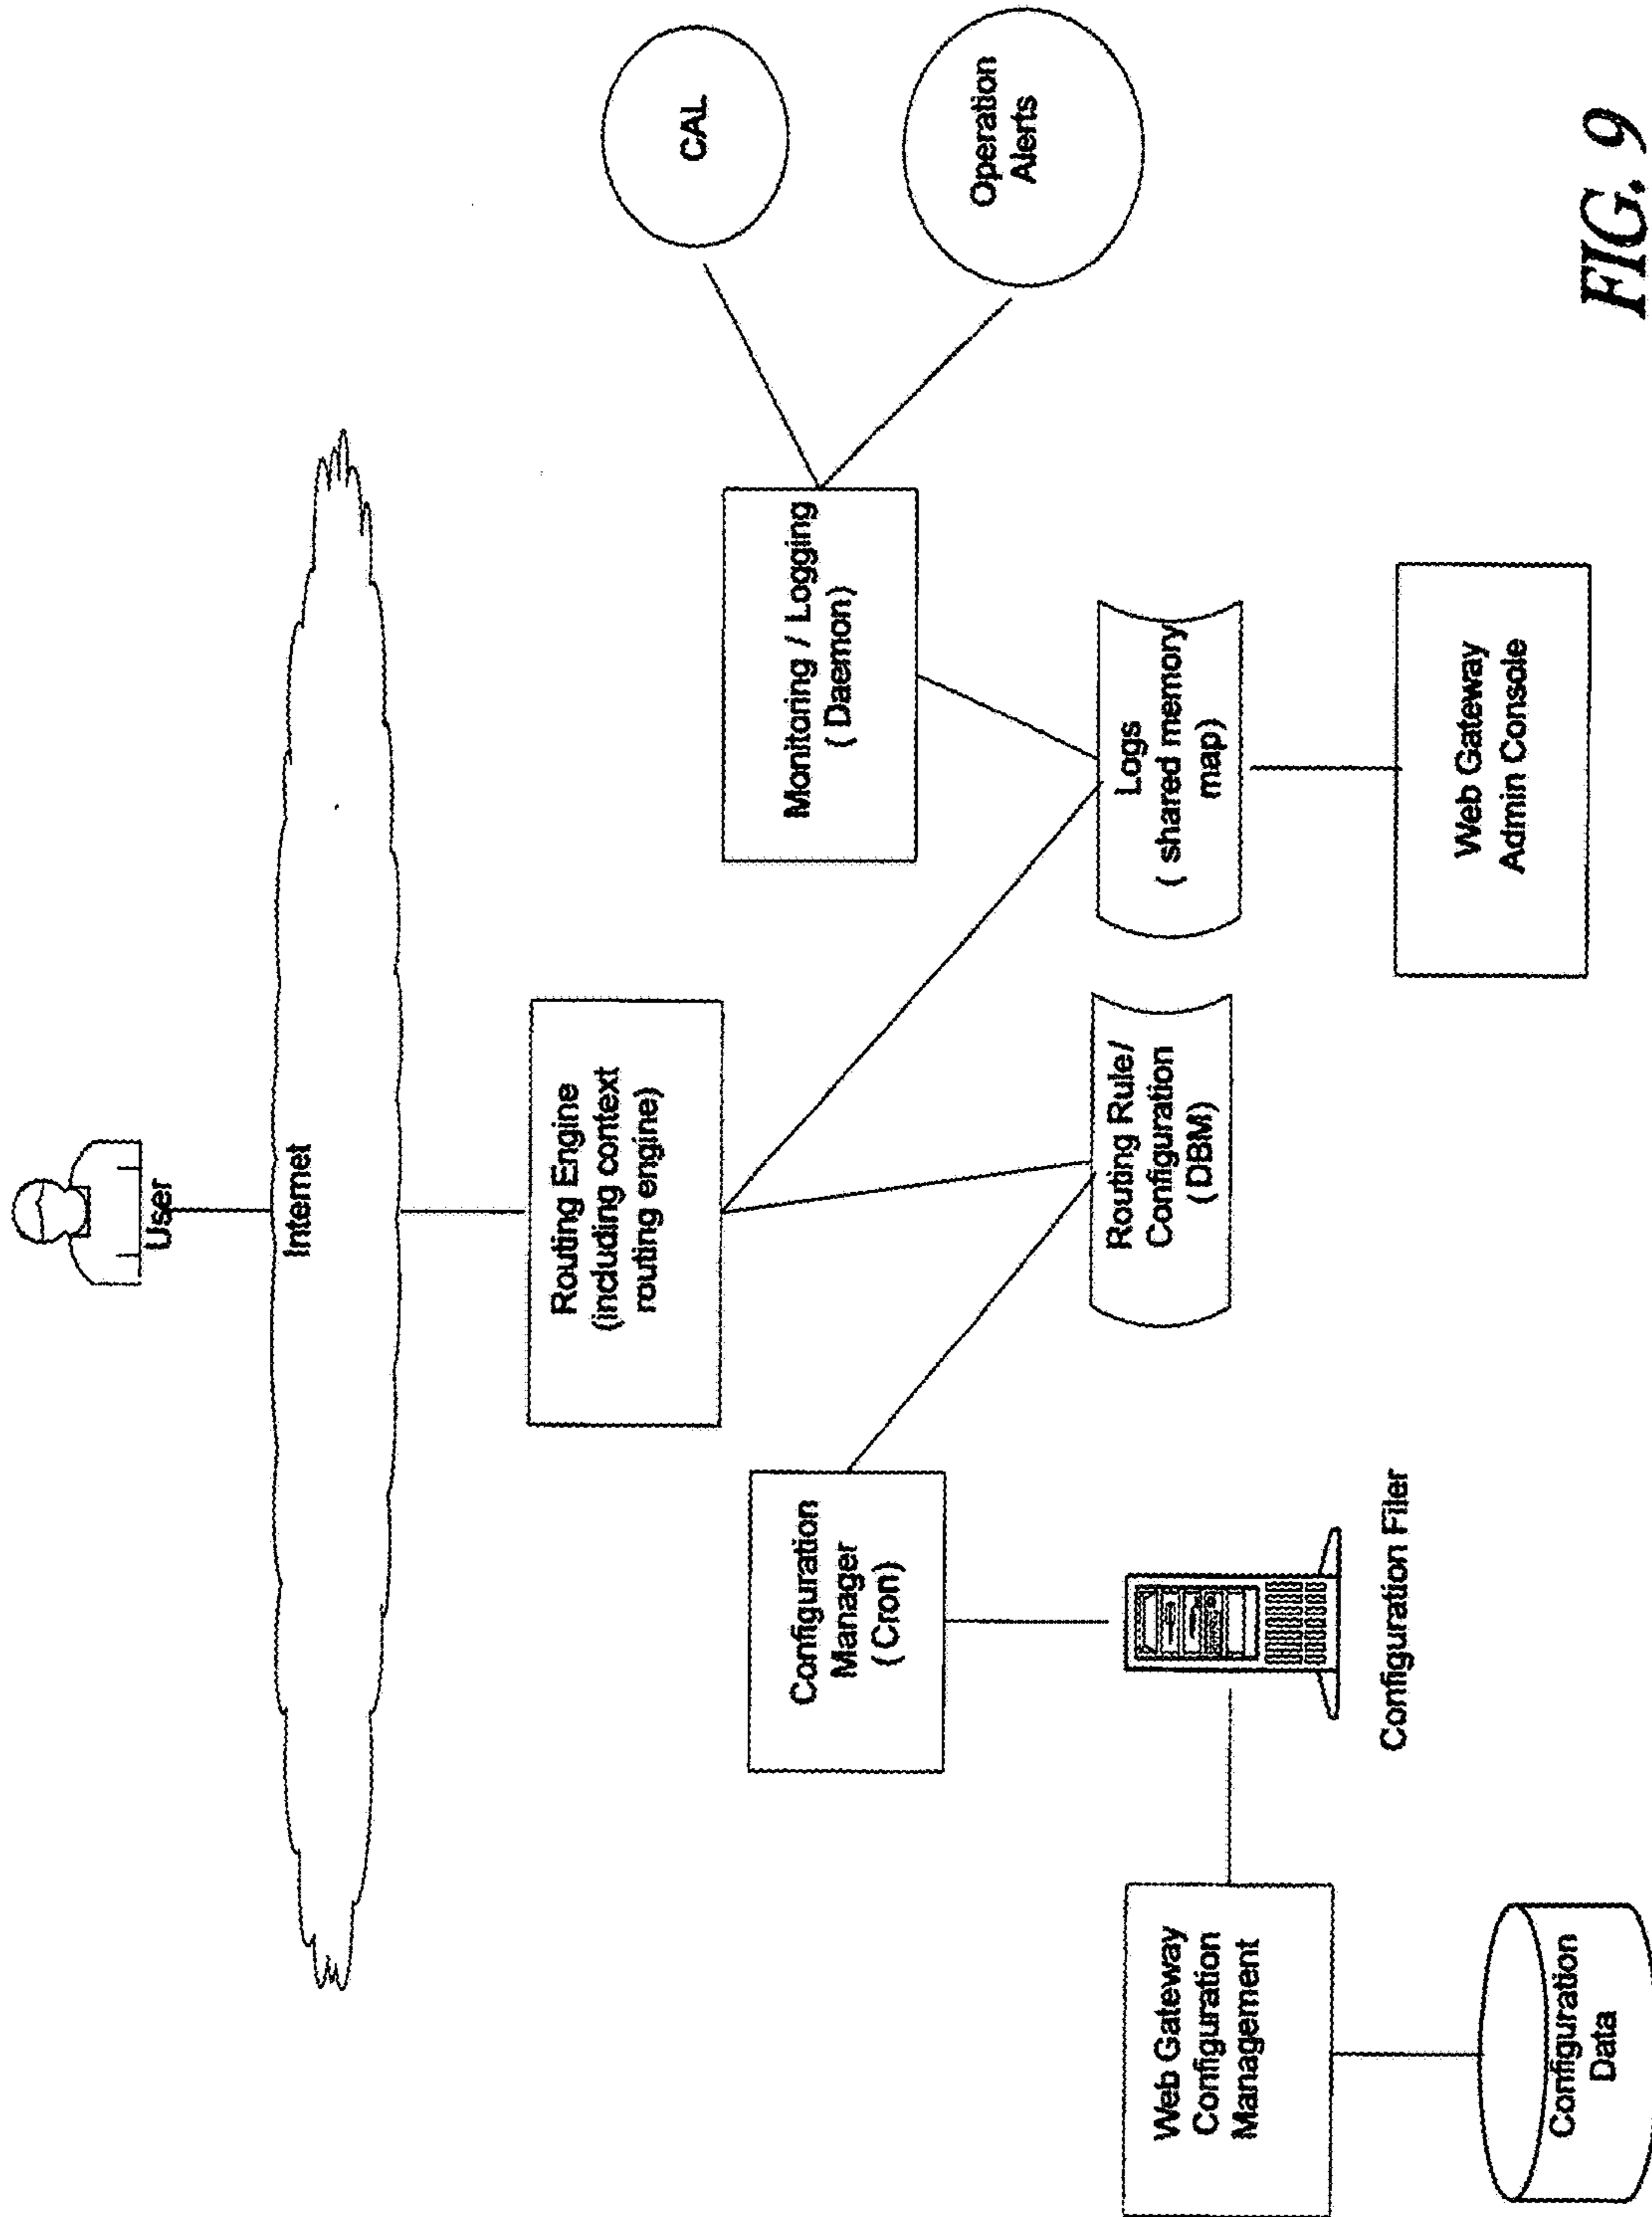 User
Internet
Routing Engine
(including context
routing engine)
Configuration
Manager
( Cron)
Monitoring / Logging
( Daemon)
CAL
Operation
Alerts
Web Gateway
Configuration
Management
Configuration Filer
Routing Rule/
Configuration
(DBM)
Logs
( shared memory
map)
Configuration
Data
Web Gateway
Admin Console
FIG. 9